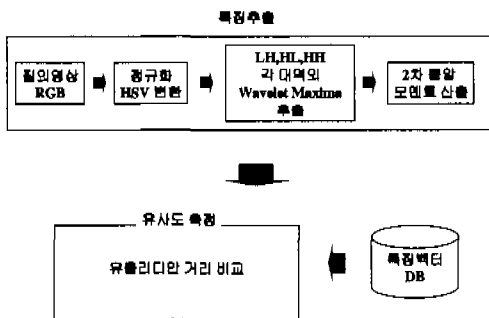 특징추출
질의영상
RGB
정규화
HSV 변환
LH,HL,HH
각 대역의
Wavelet Maxima
추출
2차 중앙
모멘트 산출
유사도 측정
유클리디안 거리 비교
특징벡터
DB